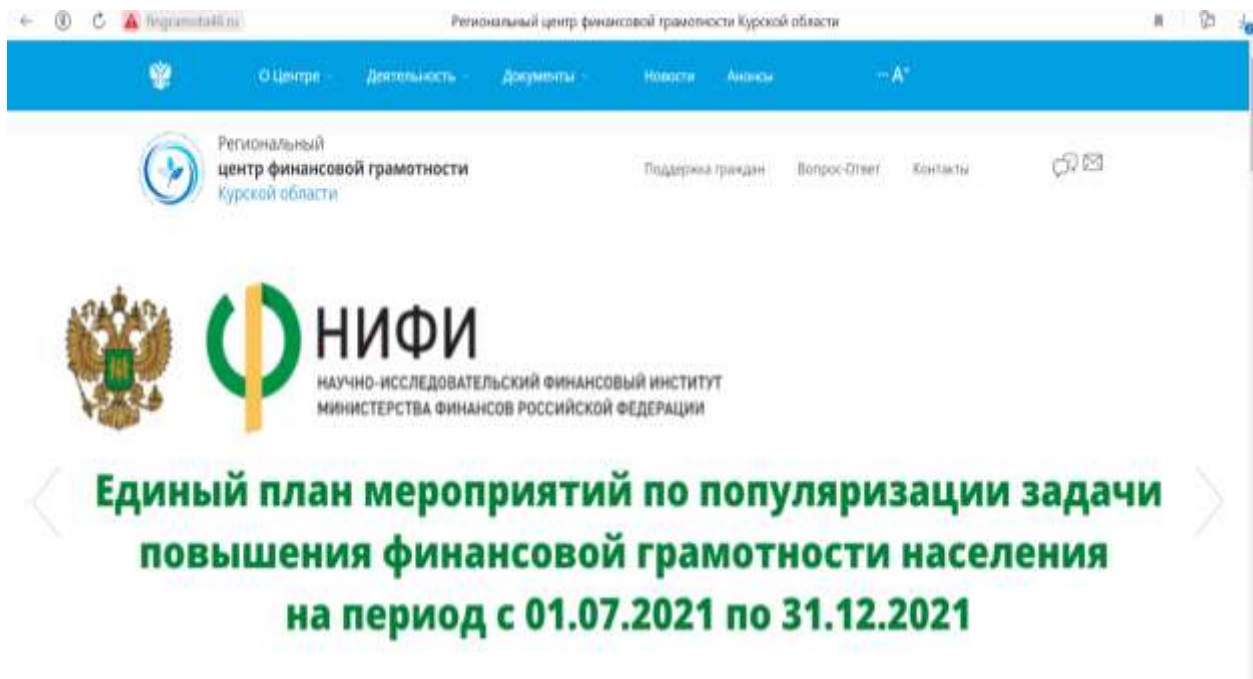 fingramota46.ru
Региональный центр финансовой грамотности Курской области
О Центре
Деятельность
Документы
Новости
Анонсы
A+
Региональный
центр финансовой грамотности
Курской области
Поддержка граждан
Вопрос-Ответ
Контакты
НИФИ
НАУЧНО-ИССЛЕДОВАТЕЛЬСКИЙ ФИНАНСОВЫЙ ИНСТИТУТ
МИНИСТЕРСТВА ФИНАНСОВ РОССИЙСКОЙ ФЕДЕРАЦИИ
Единый план мероприятий по популяризации задачи
повышения финансовой грамотности населения
на период с 01.07.2021 по 31.12.2021